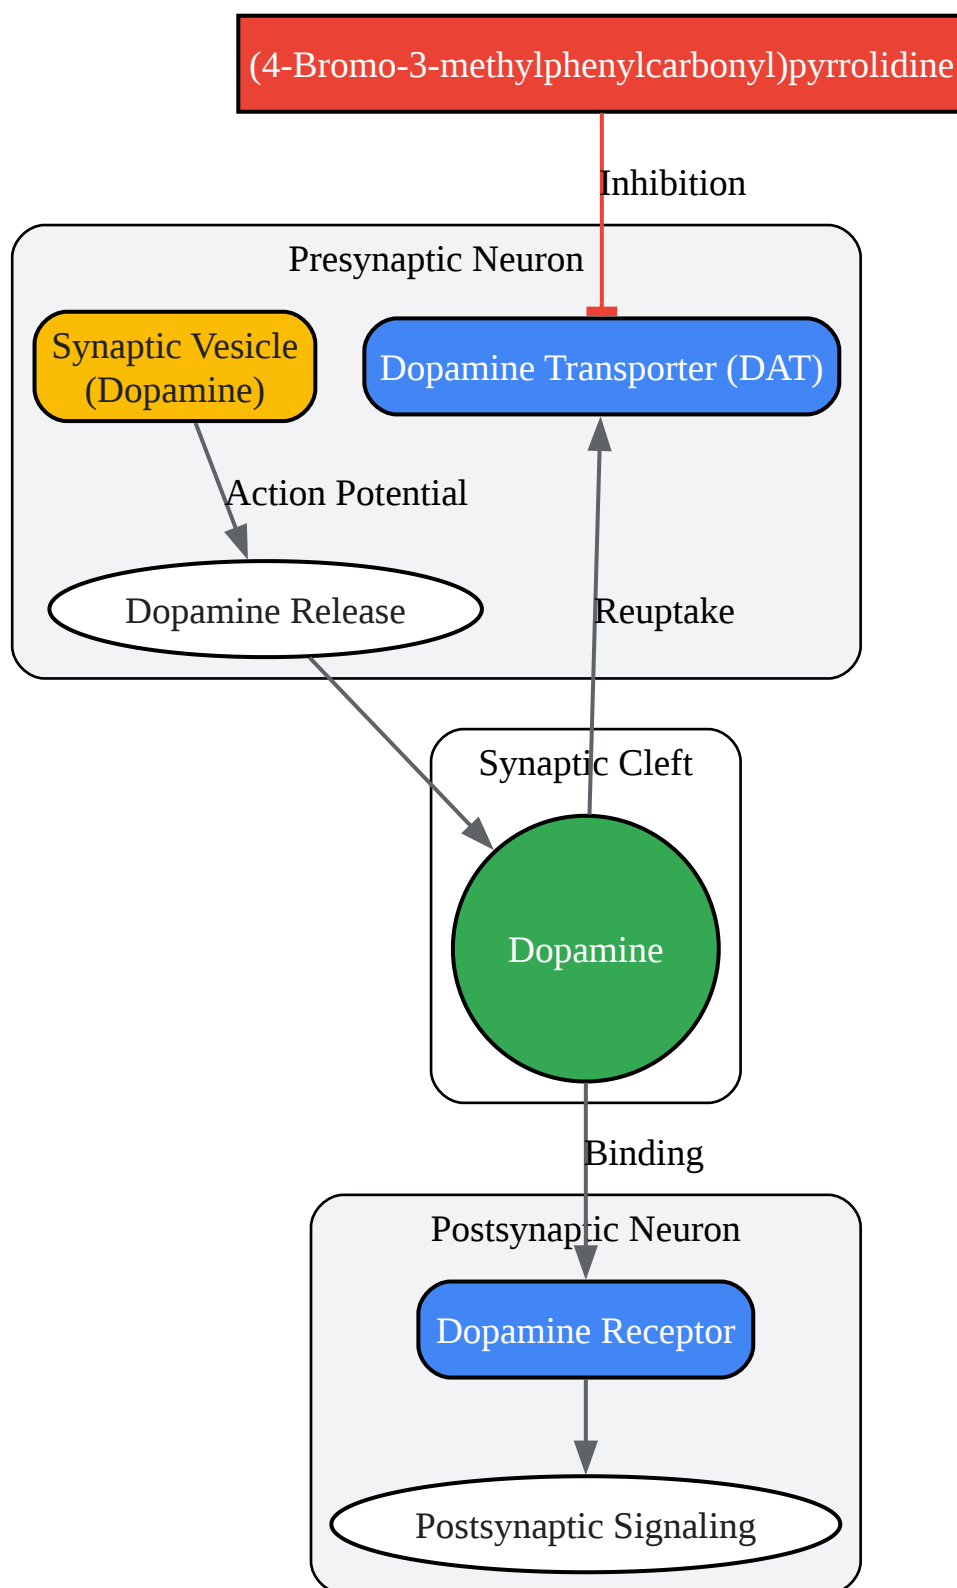 (4-Bromo-3-methylphenylcarbonyl)pyrrolidine
Inhibition
Presynaptic Neuron
Synaptic Vesicle
(Dopamine)
Dopamine Transporter (DAT)
Action Potential
Dopamine Release
Reuptake
Synaptic Cleft
Dopamine
Binding
Postsynaptic Neuron
Dopamine Receptor
Postsynaptic Signaling